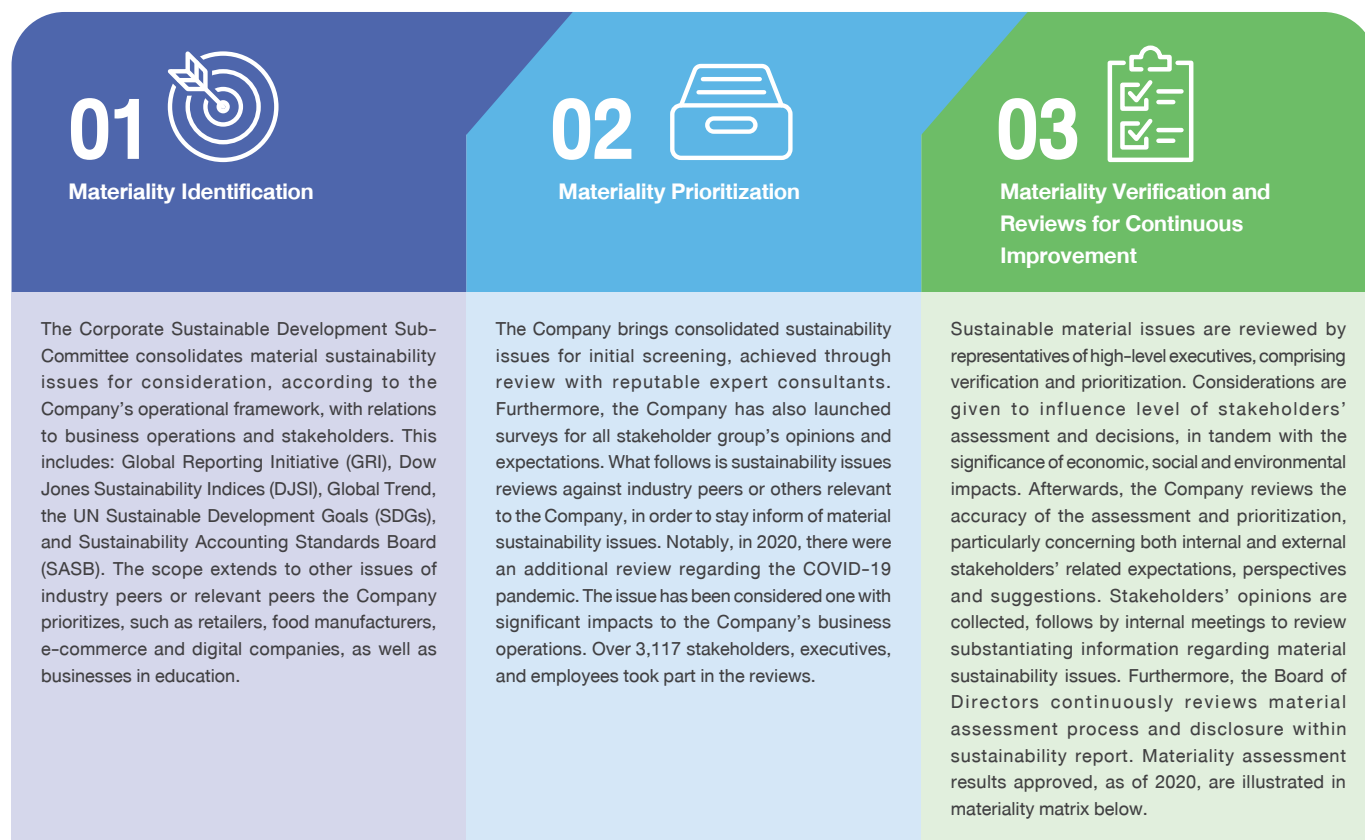 01
Materiality Identification
The Corporate Sustainable Development Sub-
Committee consolidates material sustainability
issues for consideration, according to the
Company's operational framework, with relations
to business operations and stakeholders. This
includes: Global Reporting Initiative (GRI), Dow
Jones Sustainability Indices (DJSI), Global Trend,
the UN Sustainable Development Goals (SDGs),
and Sustainability Accounting Standards Board
(SASB). The scope extends to other issues of
industry peers or relevant peers the Company
prioritizes, such as retailers, food manufacturers,
e-commerce and digital companies, as well as
businesses in education.
02
Materiality Prioritization
The Company brings consolidated sustainability
issues for initial screening, achieved through
review with reputable expert consultants.
Furthermore, the Company has also launched
surveys for all stakeholder group's opinions and
expectations. What follows is sustainability issues
reviews against industry peers or others relevant
to the Company, in order to stay inform of material
sustainability issues. Notably, in 2020, there were
an additional review regarding the COVID-19
pandemic. The issue has been considered one with
significant impacts to the Company's business
operations. Over 3,117 stakeholders, executives,
and employees took part in the reviews.
03
Materiality Verification and
Reviews for Continuous
Improvement
Sustainable material issues are reviewed by
representatives of high-level executives, comprising
verification and prioritization. Considerations are
given to influence level of stakeholders'
assessment and decisions, in tandem with the
significance of economic, social and environmental
impacts. Afterwards, the Company reviews the
accuracy of the assessment and prioritization,
particularly concerning both internal and external
stakeholders' related expectations, perspectives
and suggestions. Stakeholders' opinions are
collected, follows by internal meetings to review
substantiating information regarding material
sustainability issues. Furthermore, the Board of
Directors continuously reviews material
assessment process and disclosure within
sustainability report. Materiality assessment
results approved, as of 2020, are illustrated in
materiality matrix below.